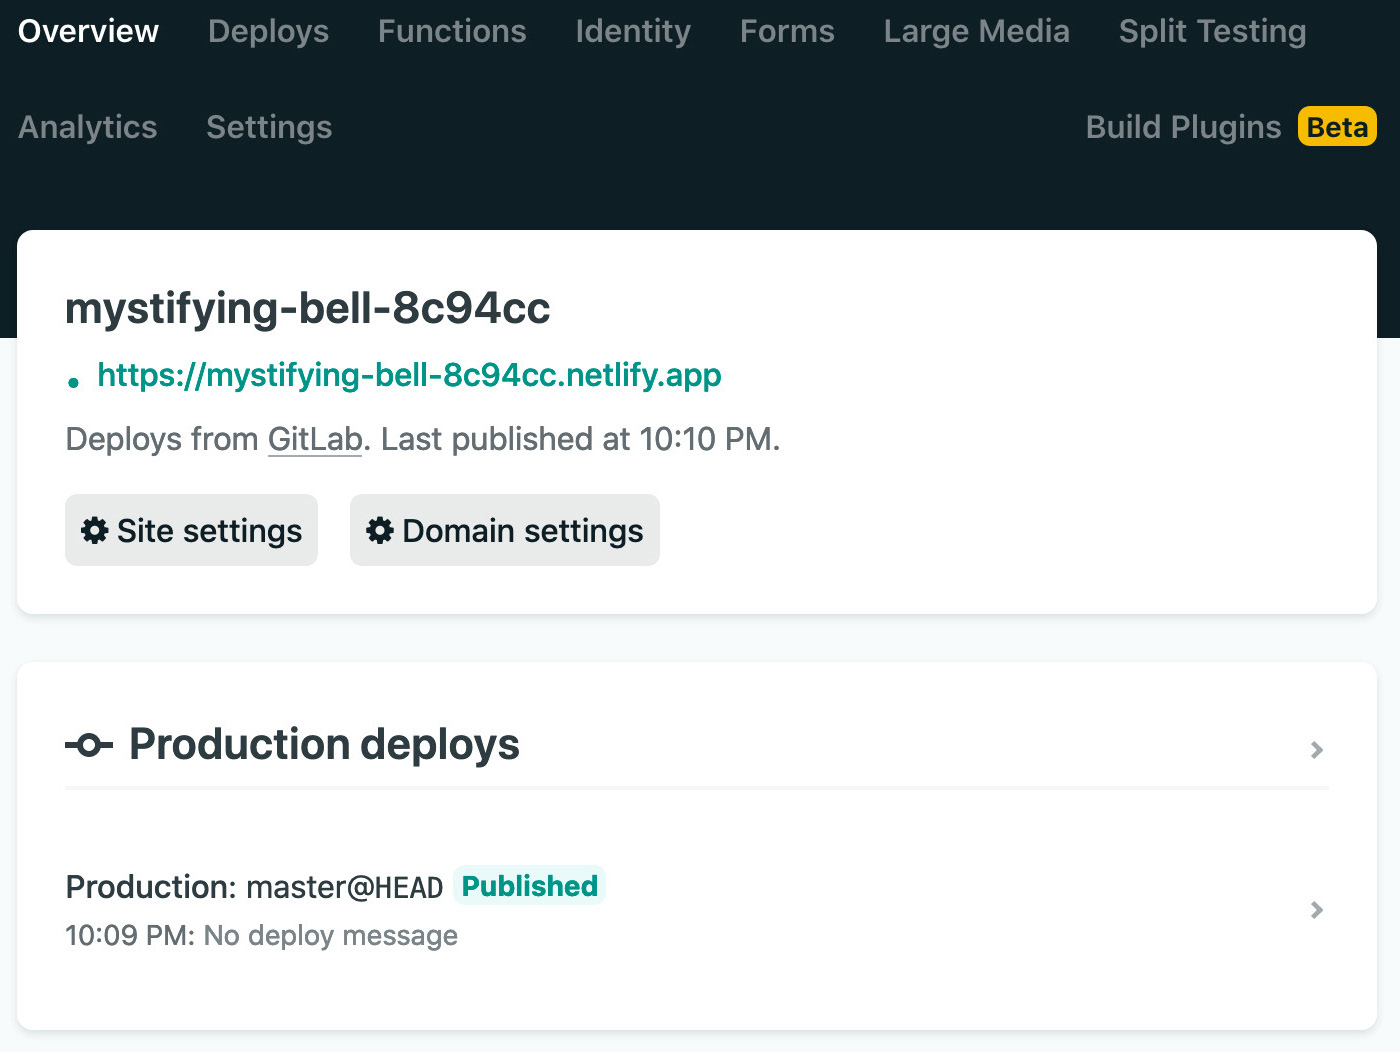 Overview Deploys Functions Identity Forms Large Media Split Testing
Analytics Settings Build Plugins Beta
mystifying-bell-8c94cc
https://mystifying-bell-8c94cc.netlify.app
Deploys from GitLab. Last published at 10:10 PM.
Site settings Domain settings
Production deploys
Production: master@HEAD Published
10:09 PM: No deploy message